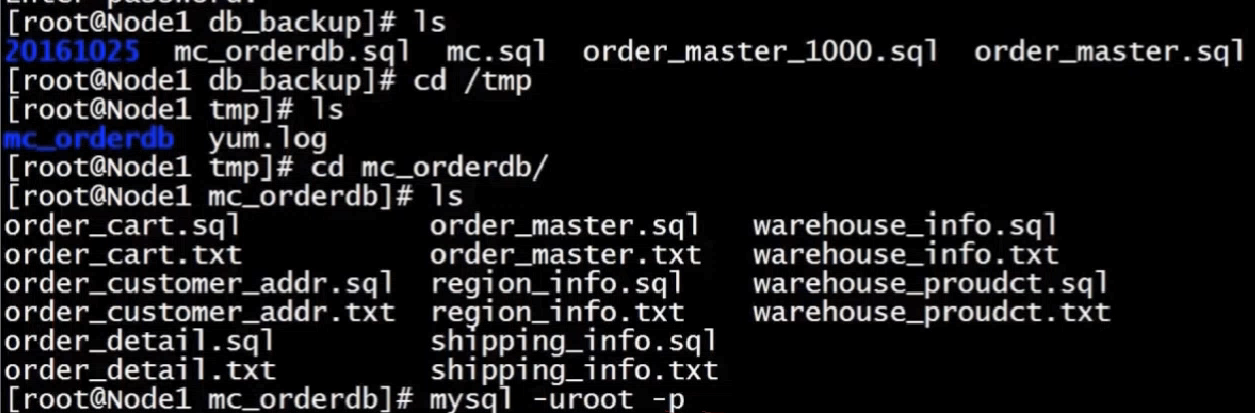 Enter password:
[root@Node1 db_backup]# ls
20161025  mc_orderdb.sql  mc.sql  order_master_1000.sql  order_master.sql
[root@Node1 db_backup]# cd /tmp
[root@Node1 tmp]# ls
mc_orderdb  yum.log
[root@Node1 tmp]# cd mc_orderdb/
[root@Node1 mc_orderdb]# ls
order_cart.sql  order_master.sql  warehouse_info.sql
order_cart.txt  order_master.txt  warehouse_info.txt
order_customer_addr.sql  region_info.sql  warehouse_proudct.sql
order_customer_addr.txt  region_info.txt  warehouse_proudct.txt
order_detail.sql  shipping_info.sql
order_detail.txt  shipping_info.txt
[root@Node1 mc_orderdb]# mysql -uroot -p